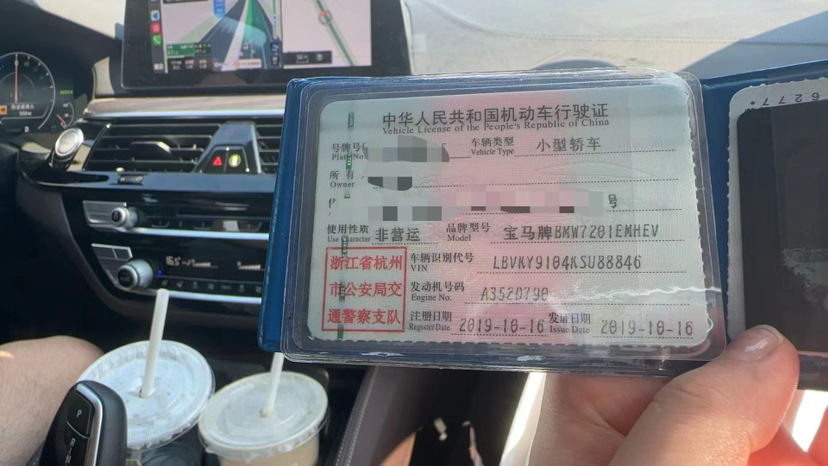 中华人民共和国机动车行驶证
Vehicle License of the People's Republic of China
号牌号
Plate No
车辆类型 小型轿车
Vehicle Type
所有
Owner
号
使用性质 非营运
Use Character
品牌型号 宝马牌BMW7201EMHEV
Model
浙江省杭州
市公安局交
通警察支队
车辆识别代号 LBVKY9104KSU88846
VIN
发动机号码 A352D790
Engine No.
注册日期 2019-10-16
Register Date
发证日期 2019-10-16
Issue Date
6277*
P
R